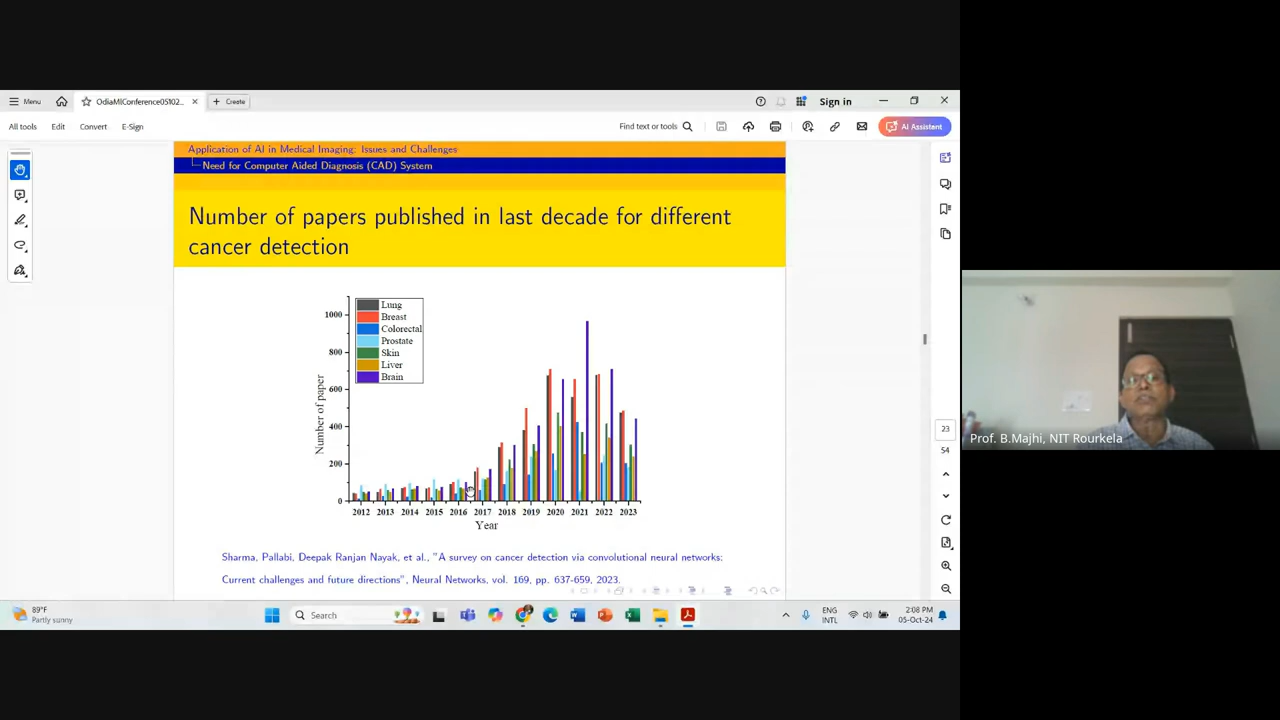 Menu
OdiaMlConference05102...
Create
Sign in
All tools Edit Convert E-Sign
Find text or tools
AI Assistant
Application of AI in Medical Imaging: Issues and Challenges
Need for Computer Aided Diagnosis (CAD) System
Number of papers published in last decade for different
cancer detection
Lung
Breast
Colorectal
Prostate
Skin
Liver
Brain
1000
800
600
400
200
0
Number of paper
2012 2013 2014 2015 2016 2017 2018 2019 2020 2021 2022 2023
Year
Sharma, Pallabi, Deepak Ranjan Nayak, et al., "A survey on cancer detection via convolutional neural networks:
Current challenges and future directions", Neural Networks, vol. 169, pp. 637-659, 2023.
23
54
Prof. B.Majhi, NIT Rourkela
89°F
Partly sunny
Search
ENG
INTL
2:08 PM
05-Oct-24